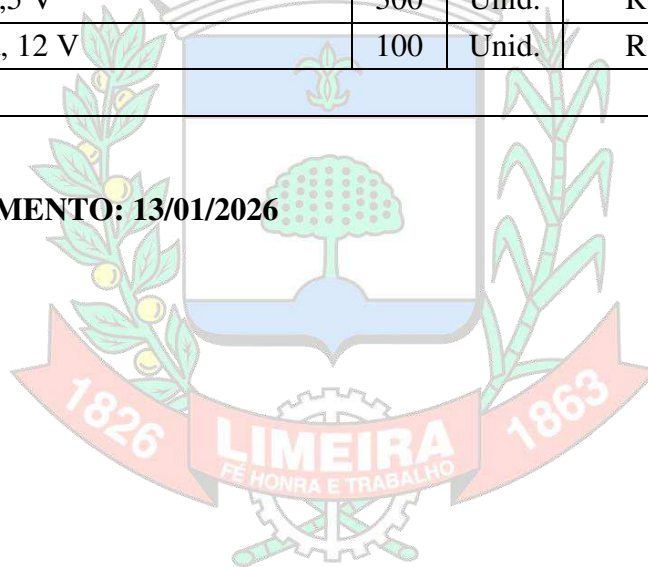 ,5 V 500 Unid. R
, 12 V 100 Unid. R
MENTO: 13/01/2026
1826 LIMEIRA 1863
FÉ HONRA E TRABALHO